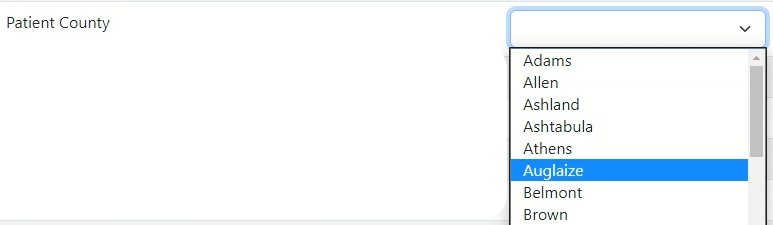 Patient County
Adams
Allen
Ashland
Ashtabula
Athens
Auglaize
Belmont
Brown